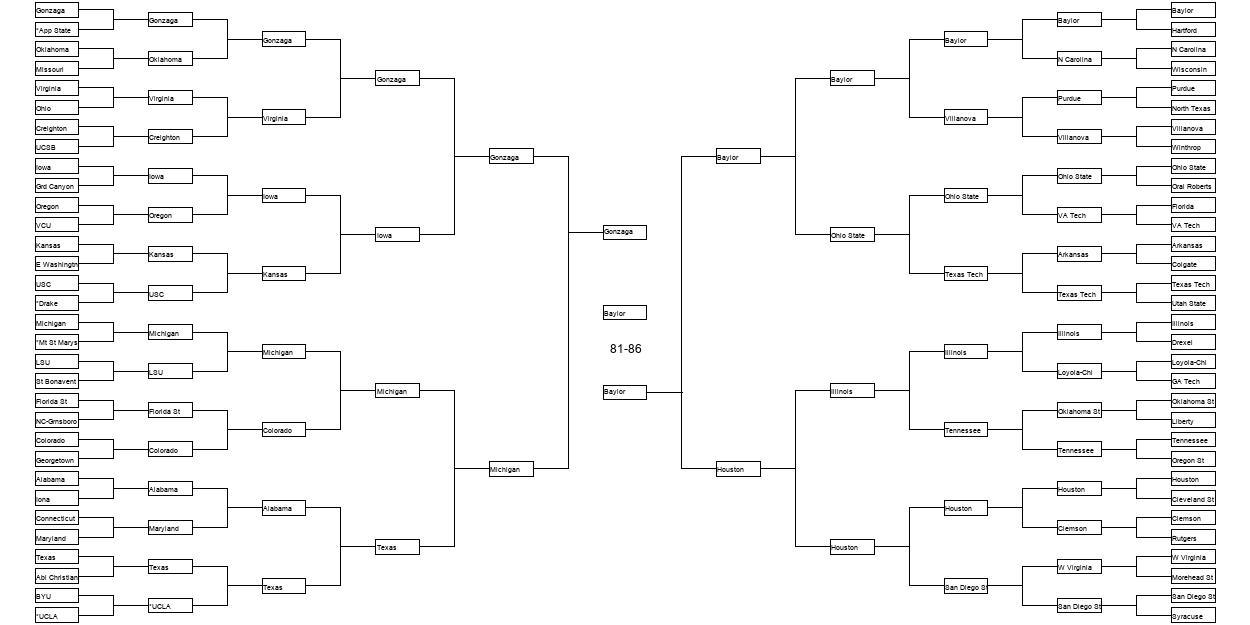 Gonzaga
*App State
Oklahoma
Missouri
Virginia
Ohio
Creighton
UCSB
Iowa
Grd Canyon
Oregon
VCU
Kansas
E Washingtn
USC
*Drake
Michigan
*Mt St Marys
LSU
St Bonavent
Florida St
NC-Grnsboro
Colorado
Georgetown
Alabama
Iona
Connecticut
Maryland
Texas
Abl Christian
BYU
*UCLA
Gonzaga
Oklahoma
Virginia
Creighton
Iowa
Oregon
Kansas
USC
Michigan
LSU
Florida St
Colorado
Alabama
Maryland
Texas
*UCLA
Gonzaga
Virginia
Iowa
Kansas
Michigan
Colorado
Alabama
Texas
Gonzaga
Iowa
Michigan
Texas
Gonzaga
Michigan
Gonzaga
Baylor
81-86
Baylor
Baylor
Houston
Baylor
Ohio State
Illinois
Houston
Baylor
Villanova
Ohio State
Texas Tech
Illinois
Tennessee
Houston
San Diego St
Baylor
N Carolina
Purdue
Villanova
Ohio State
VA Tech
Arkansas
Texas Tech
Illinois
Loyola-Chi
Oklahoma St
Tennessee
Houston
Clemson
W Virginia
San Diego St
Baylor
Hartford
N Carolina
Wisconsin
Purdue
North Texas
Villanova
Winthrop
Ohio State
Oral Roberts
Florida
VA Tech
Arkansas
Colgate
Texas Tech
Utah State
Illinois
Drexel
Loyola-Chi
GA Tech
Oklahoma St
Liberty
Tennessee
Oregon St
Houston
Cleveland St
Clemson
Rutgers
W Virginia
Morehead St
San Diego St
Syracuse